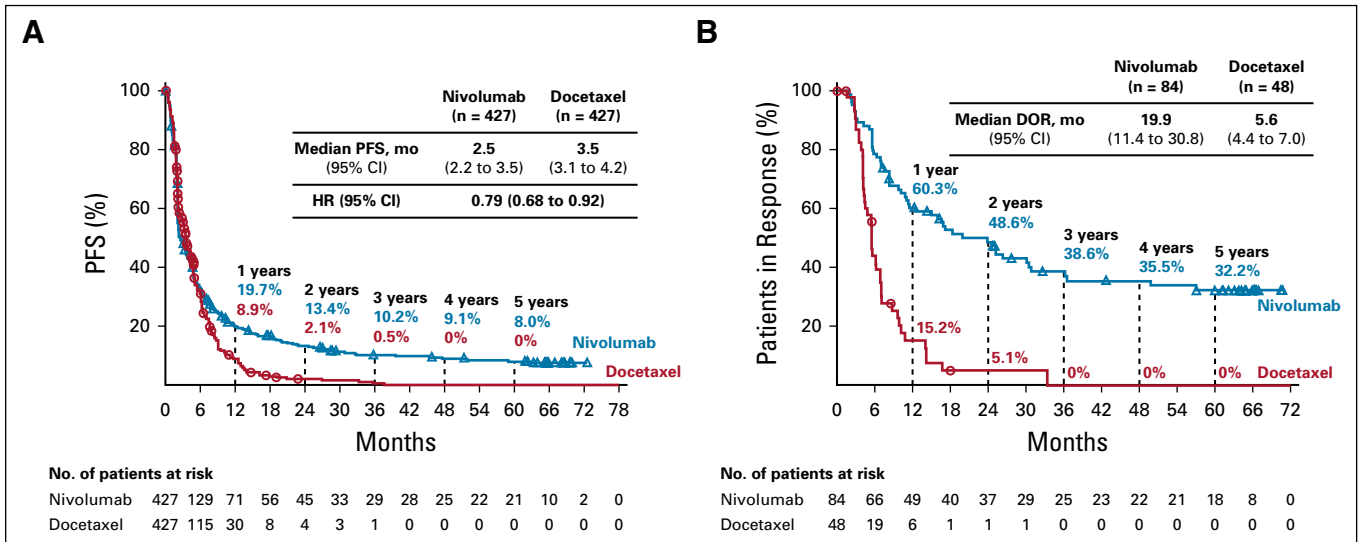 A
PFS (%)
100
80
60
40
20
Nivolumab Docetaxel
(n = 427) (n = 427)
Median PFS, mo 2.5 3.5
(95% CI) (2.2 to 3.5) (3.1 to 4.2)
HR (95% CI) 0.79 (0.68 to 0.92)
1 years
19.7%
8.9%
2 years
13.4%
2.1%
3 years
10.2%
0.5%
4 years
9.1%
0%
5 years
8.0%
0%
Nivolumab
Docetaxel
0 6 12 18 24 30 36 42 48 54 60 66 72 78
Months
No. of patients at risk
Nivolumab 427 129 71 56 45 33 29 28 25 22 21 10 2 0
Docetaxel 427 115 30 8 4 3 1 0 0 0 0 0 0 0
B
Patients in Response (%)
100
80
60
40
20
Nivolumab Docetaxel
(n = 84) (n = 48)
Median DOR, mo 19.9 5.6
(95% CI) (11.4 to 30.8) (4.4 to 7.0)
1 year
60.3%
2 years
48.6%
3 years
38.6%
4 years
35.5%
5 years
32.2%
Nivolumab
15.2%
5.1%
0%
0%
0%
Docetaxel
0 6 12 18 24 30 36 42 48 54 60 66 72
Months
No. of patients at risk
Nivolumab 84 66 49 40 37 29 25 23 22 21 18 8 0
Docetaxel 48 19 6 1 1 1 0 0 0 0 0 0 0